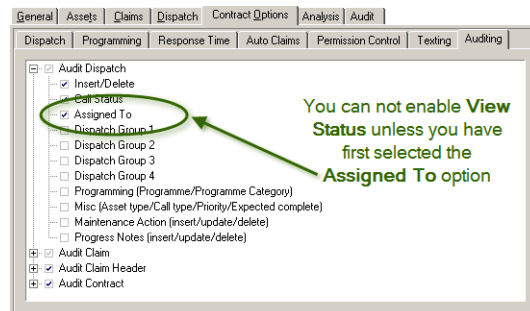 General Assets Claims Dispatch Contract Options Analysis Audit
Dispatch Programming Response Time Auto Claims Permission Control Texting Auditing
Audit Dispatch
Insert/Delete
Call Status
Assigned To
Dispatch Group 1
Dispatch Group 2
Dispatch Group 3
Dispatch Group 4
Programming (Programme/Programme Category)
Misc (Asset type/Call type/Priority/Expected complete)
Maintenance Action (insert/update/delete)
Progress Notes (insert/update/delete)
Audit Claim
Audit Claim Header
Audit Contract
You can not enable View
Status unless you have
first selected the
Assigned To option